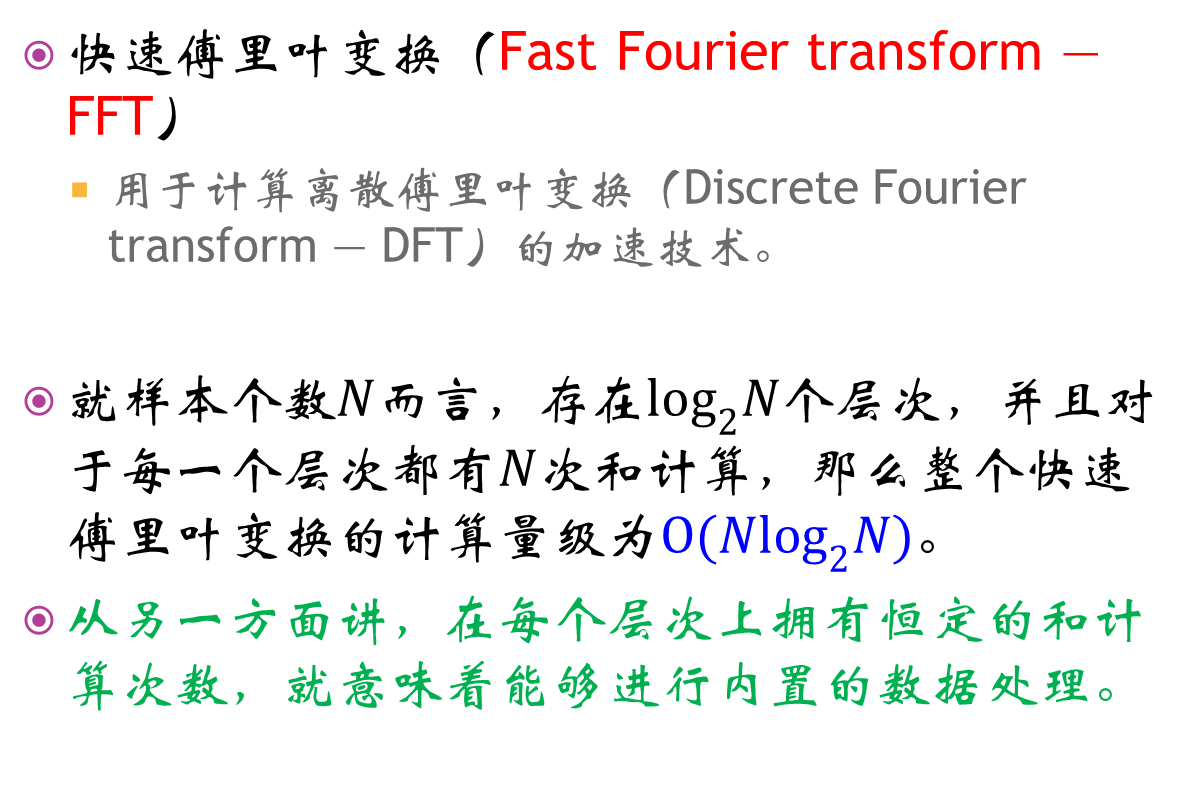 快速傅里叶变换（Fast Fourier transform —
FFT）
用于计算离散傅里叶变换（Discrete Fourier
transform — DFT）的加速技术。
就样本个数N而言，存在log₂N个层次，并且对
于每一个层次都有N次和计算，那么整个快速
傅里叶变换的计算量级为O(Nlog₂N)。
从另一方面讲，在每个层次上拥有恒定的和计
算次数，就意味着能够进行内置的数据处理。